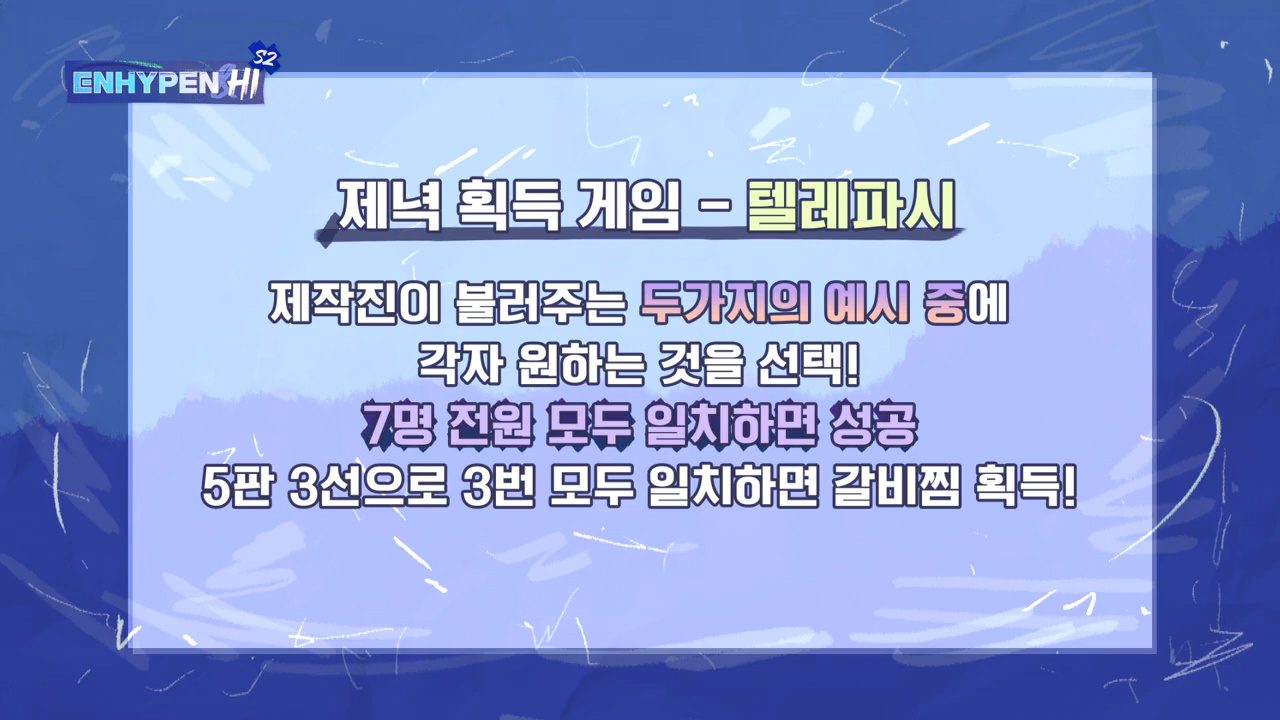 ENHYPEN HI S2
제녁 획득 게임 - 텔레파시
제작진이 불러주는 두가지의 예시 중에
각자 원하는 것을 선택!
7명 전원 모두 일치하면 성공
5판 3선으로 3번 모두 일치하면 갈비찜 획득!